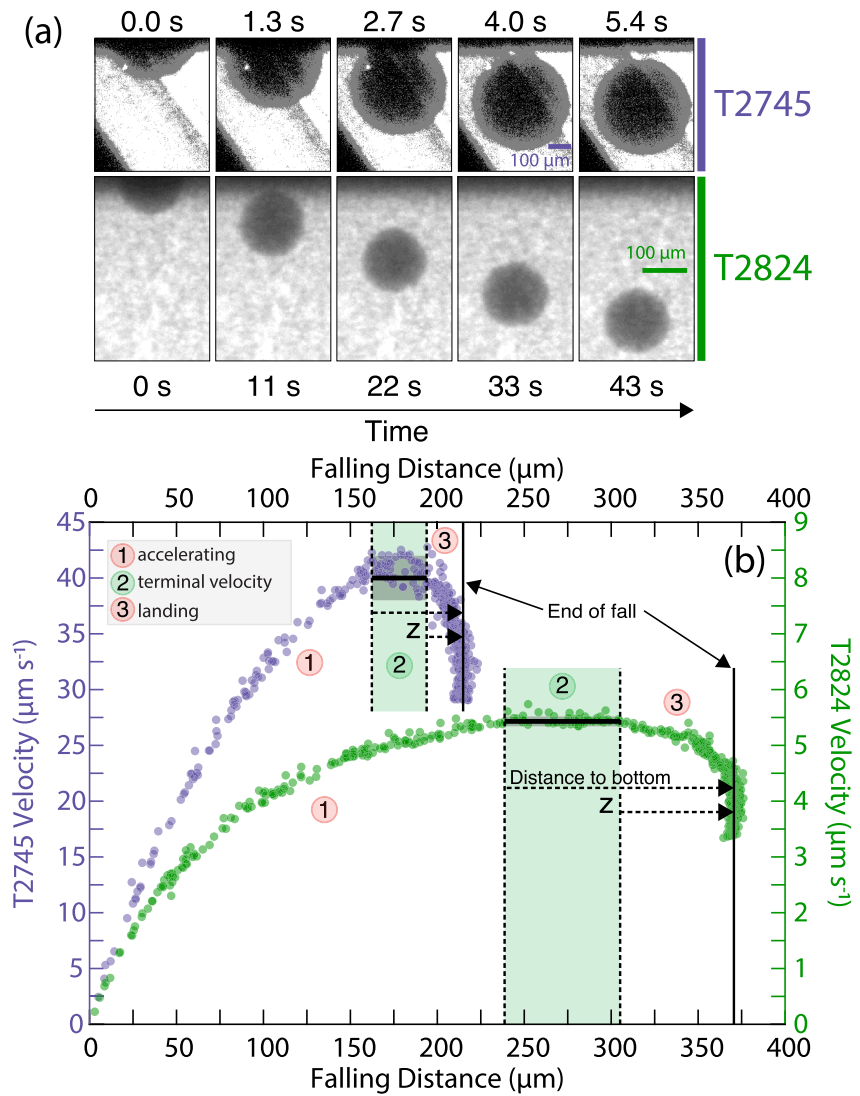 (a)
0.0 s 1.3 s 2.7 s 4.0 s 5.4 s
T2745
100 µm
T2824
100 µm
0 s 11 s 22 s 33 s 43 s
Time
Falling Distance (µm)
0 50 100 150 200 250 300 350 400
45 40 35 30 25 20 15 10 5 0
T2745 Velocity (µm s⁻¹)
9 8 7 6 5 4 3 2 1 0
T2824 Velocity (µm s⁻¹)
(b)
1 accelerating
2 terminal velocity
3 landing
3
End of fall
z
1
2
2
3
Distance to bottom
z
1
0 50 100 150 200 250 300 350 400
Falling Distance (µm)